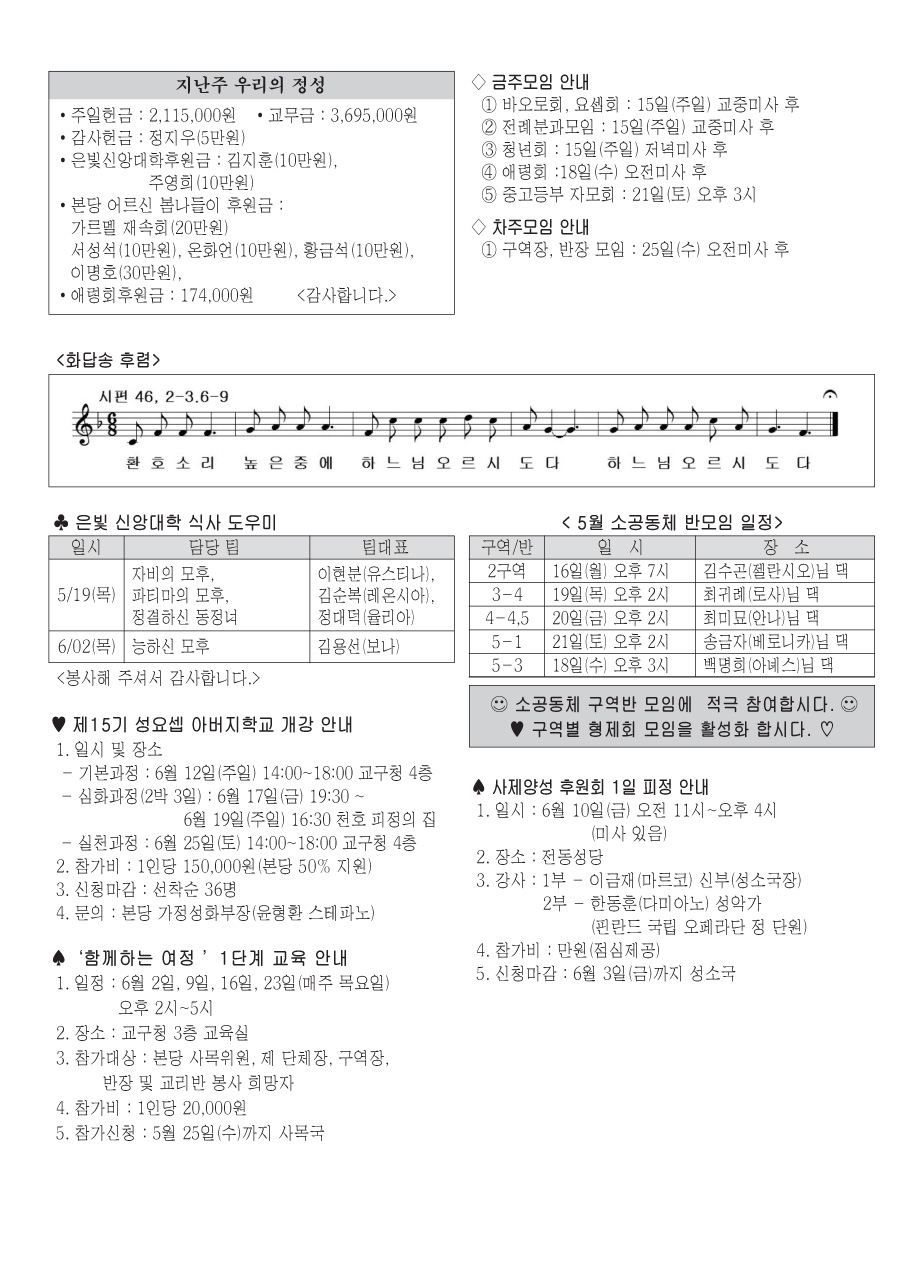 지난주 우리의 정성
• 주일헌금 : 2,115,000원 • 교무금 : 3,695,000원
• 감사헌금 : 정지우(5만원)
• 은빛신앙대학후원금 : 김지훈(10만원),
주영희(10만원)
• 본당 어르신 봄나들이 후원금 :
가르멜 재속회(20만원)
서성석(10만원), 온화언(10만원), 황금석(10만원),
이명호(30만원),
• 애령회후원금 : 174,000원 <감사합니다.>
◇ 금주모임 안내
① 바오로회, 요셉회 : 15일(주일) 교중미사 후
② 전례분과모임 : 15일(주일) 교중미사 후
③ 청년회 : 15일(주일) 저녁미사 후
④ 애령회 :18일(수) 오전미사 후
⑤ 중고등부 자모회 : 21일(토) 오후 3시
◇ 차주모임 안내
① 구역장, 반장 모임 : 25일(수) 오전미사 후
<화답송 후렴>
시편 46, 2-3.6-9
환 호 소 리 높 은 중 에 하 느 님 오 르 시 도 다 하 느 님 오 르 시 도 다
♣ 은빛 신앙대학 식사 도우미
일시 담당 팀 팀대표
5/19(목) 자비의 모후, 이현분(유스티나),
파티마의 모후, 김순복(레온시아),
정결하신 동정녀 정대덕(율리아)
6/02(목) 능하신 모후 김용선(보나)
<봉사해 주셔서 감사합니다.>
♥ 제15기 성요셉 아버지학교 개강 안내
1. 일시 및 장소
- 기본과정 : 6월 12일(주일) 14:00~18:00 교구청 4층
- 심화과정(2박 3일) : 6월 17일(금) 19:30 ~
6월 19일(주일) 16:30 천호 피정의 집
- 실천과정 : 6월 25일(토) 14:00~18:00 교구청 4층
2. 참가비 : 1인당 150,000원(본당 50% 지원)
3. 신청마감 : 선착순 36명
4. 문의 : 본당 가정성화부장(윤형환 스테파노)
♠ ‘함께하는 여정 ’ 1단계 교육 안내
1. 일정 : 6월 2일, 9일, 16일, 23일(매주 목요일)
오후 2시~5시
2. 장소 : 교구청 3층 교육실
3. 참가대상 : 본당 사목위원, 제 단체장, 구역장,
반장 및 교리반 봉사 희망자
4. 참가비 : 1인당 20,000원
5. 참가신청 : 5월 25일(수)까지 사목국
< 5월 소공동체 반모임 일정>
구역/반 일 시 장 소
2구역 16일(월) 오후 7시 김수곤(젤란시오)님 댁
3-4 19일(목) 오후 2시 최귀례(로사)님 댁
4-4,5 20일(금) 오후 2시 최미묘(안나)님 댁
5-1 21일(토) 오후 2시 송금자(베로니카)님 댁
5-3 18일(수) 오후 3시 백명희(아녜스)님 댁
☺ 소공동체 구역반 모임에 적극 참여합시다. ☺
♥ 구역별 형제회 모임을 활성화 합시다. ♡
♠ 사제양성 후원회 1일 피정 안내
1. 일시 : 6월 10일(금) 오전 11시~오후 4시
(미사 있음)
2. 장소 : 전동성당
3. 강사 : 1부 - 이금재(마르코) 신부(성소국장)
2부 - 한동훈(다미아노) 성악가
(핀란드 국립 오페라단 정 단원)
4. 참가비 : 만원(점심제공)
5. 신청마감 : 6월 3일(금)까지 성소국